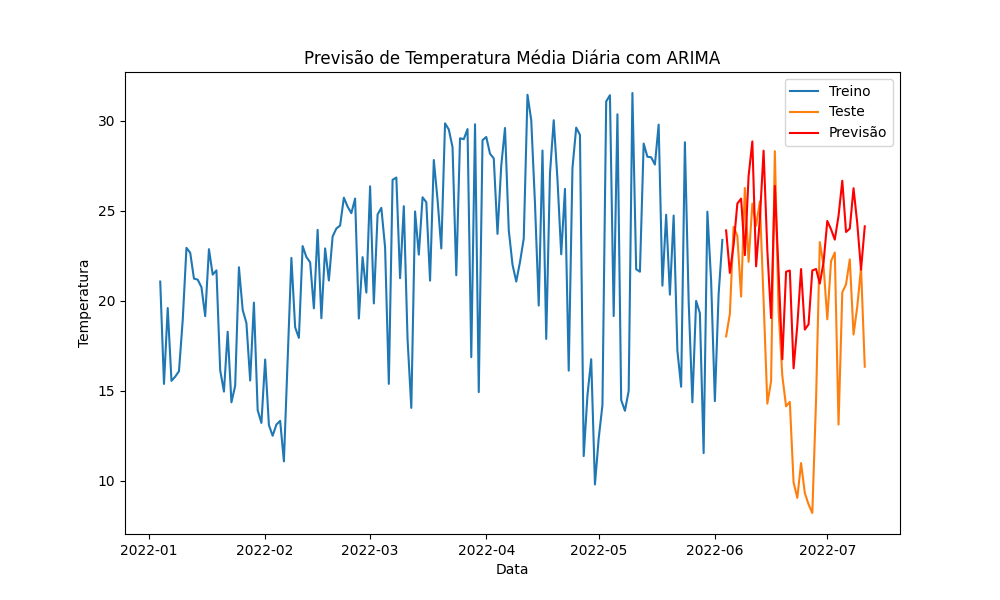 Previsão de Temperatura Média Diária com ARIMA
Treino
Teste
Previsão
Temperatura
30
25
20
15
10
2022-01 2022-02 2022-03 2022-04 2022-05 2022-06 2022-07
Data